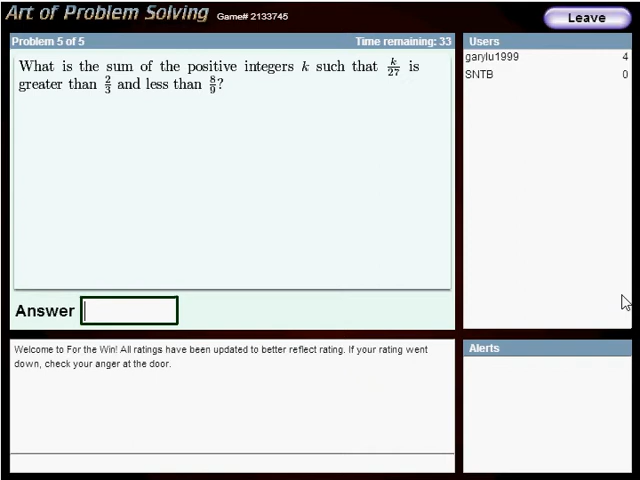 Art of Problem Solving Game# 2133745
Leave
Problem 5 of 5 Time remaining: 33
What is the sum of the positive integers k such that k/27 is
greater than 2/3 and less than 8/9?
Answer
Users
garylu1999 4
SNTB 0
Welcome to For the Win! All ratings have been updated to better reflect rating. If your rating went
down, check your anger at the door.
Alerts